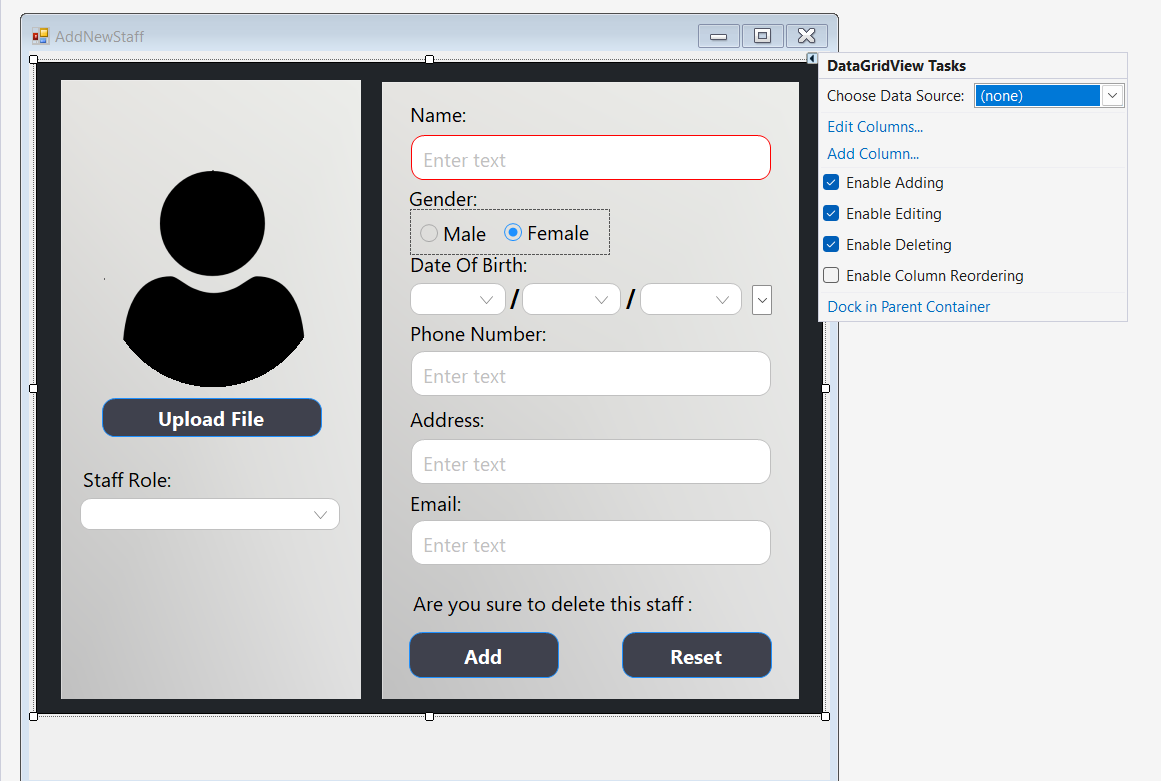 AddNewStaff
DataGridView Tasks
Choose Data Source: (none)
Edit Columns...
Add Column...
Enable Adding
Enable Editing
Enable Deleting
Enable Column Reordering
Dock in Parent Container
Upload File
Staff Role:
Name:
Enter text
Gender:
Male Female
Date Of Birth:
/ /
Phone Number:
Enter text
Address:
Enter text
Email:
Enter text
Are you sure to delete this staff :
Add Reset